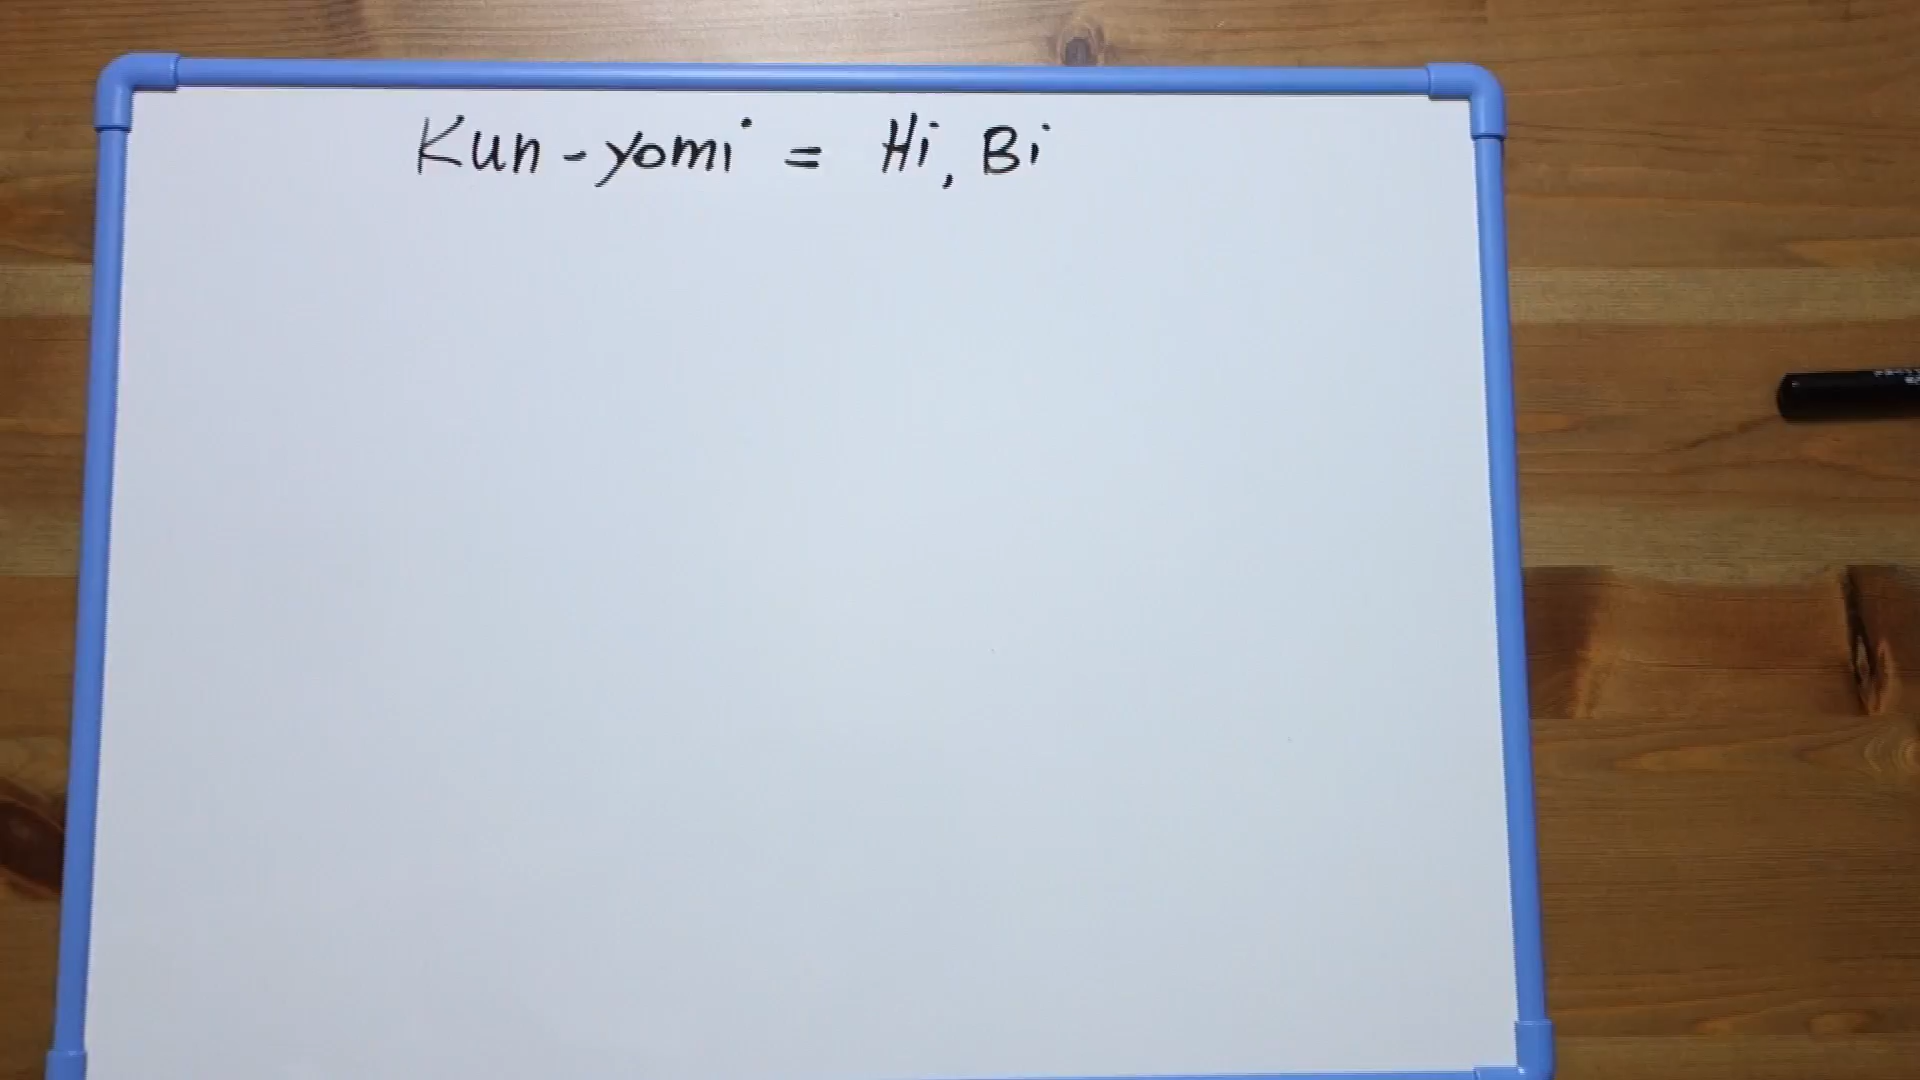 Kun-yomi = Hi, Bi